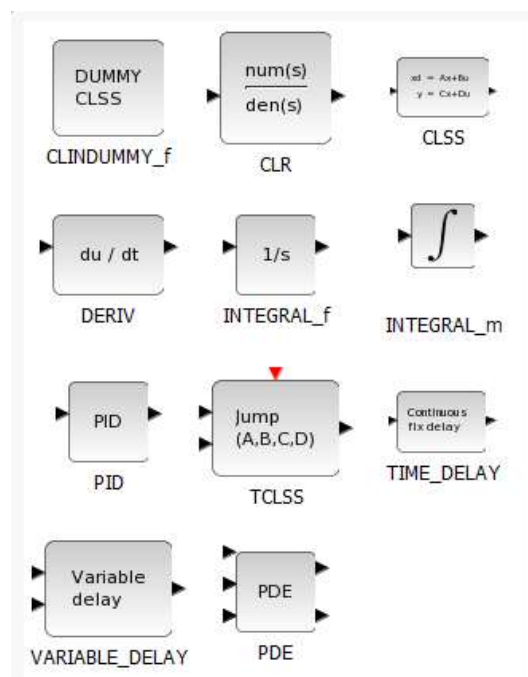 DUMMY
CLSS
CLINDUMMY_f
num(s)
den(s)
CLR
xd = Ax+Bu
y = Cx+Du
CLSS
du / dt
DERIV
1/s
INTEGRAL_f
∫
INTEGRAL_m
PID
PID
Jump
(A,B,C,D)
TCLSS
Continuous
fix delay
TIME_DELAY
Variable
delay
VARIABLE_DELAY
PDE
PDE